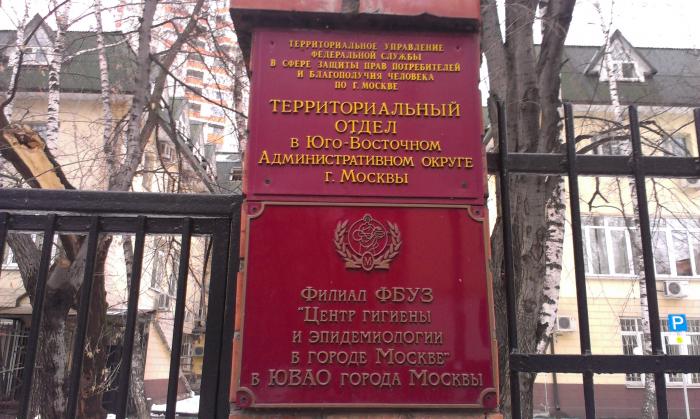 ТЕРРИТОРИАЛЬНОЕ УПРАВЛЕНИЕ
ФЕДЕРАЛЬНОЙ СЛУЖБЫ
В СФЕРЕ ЗАЩИТЫ ПРАВ ПОТРЕБИТЕЛЕЙ
И БЛАГОПОЛУЧИЯ ЧЕЛОВЕКА
ПО Г. МОСКВЕ
ТЕРРИТОРИАЛЬНЫЙ
ОТДЕЛ
В ЮГО-ВОСТОЧНОМ
АДМИНИСТРАТИВНОМ ОКРУГЕ
Г. МОСКВЫ
М
ФИЛИАЛ ФБУЗ
"ЦЕНТР ГИГИЕНЫ
И ЭПИДЕМИОЛОГИИ
В ГОРОДЕ МОСКВЕ"
В ЮВАО ГОРОДА МОСКВЫ
P